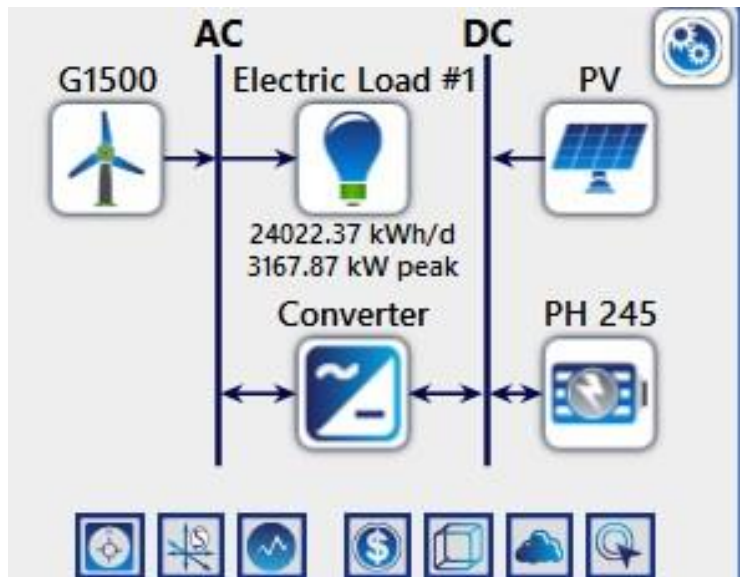 AC
DC
G1500
Electric Load #1
PV
24022.37 kWh/d
3167.87 kW peak
Converter
PH 245
S
$